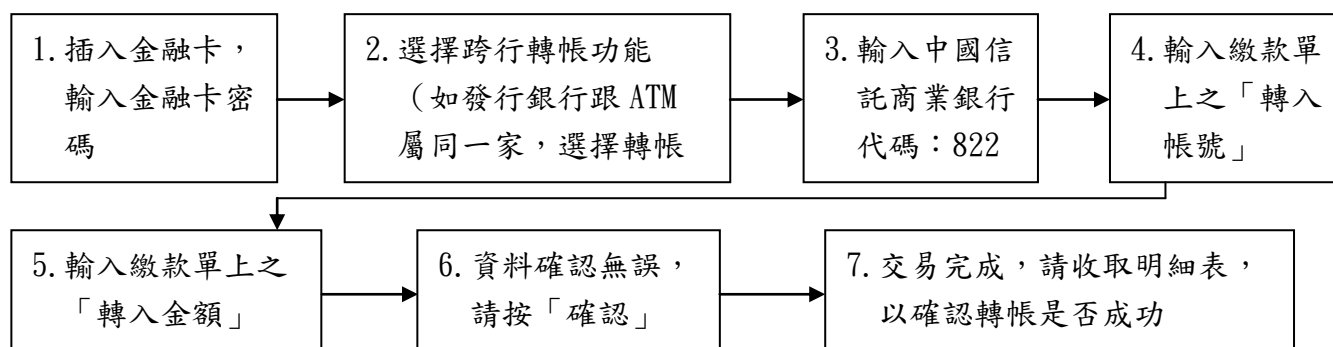 1.插入金融卡，
輸入金融卡密
碼
2.選擇跨行轉帳功能
（如發行銀行跟 ATM
屬同一家，選擇轉帳
3.輸入中國信
託商業銀行
代碼：822
4.輸入繳款單
上之「轉入
帳號」
5.輸入繳款單上之
「轉入金額」
6.資料確認無誤，
請按「確認」
7.交易完成，請收取明細表，
以確認轉帳是否成功